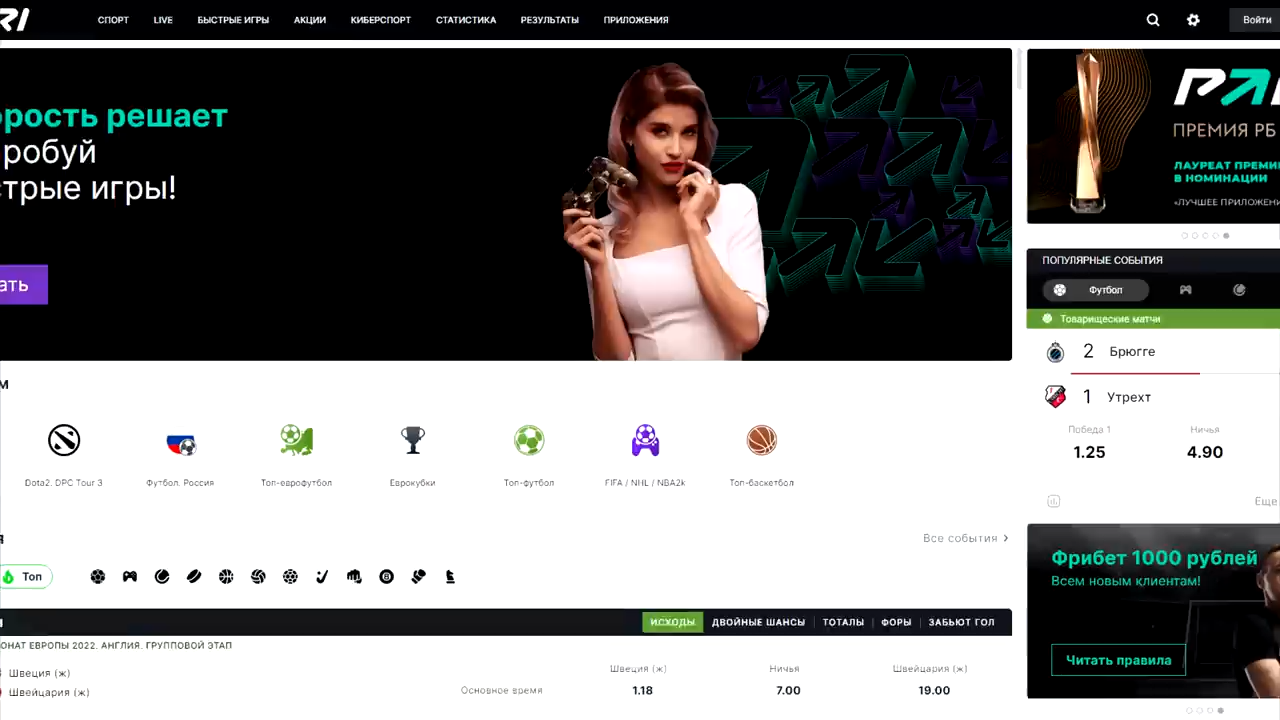 СПОРТ LIVE БЫСТРЫЕ ИГРЫ АКЦИИ КИБЕРСПОРТ СТАТИСТИКА РЕЗУЛЬТАТЫ ПРИЛОЖЕНИЯ Войти
RI
орость решает
робуй
стрые игры!
ать
ПРЕМИЯ РБ
ЛАУРЕАТ ПРЕМИ
В НОМИНАЦИИ
«ЛУЧШЕЕ ПРИЛОЖЕНИ
ПОПУЛЯРНЫЕ СОБЫТИЯ
Футбол
Товарищеские матчи
2 Брюгге
1 Утрехт
Победа 1 Ничья
1.25 4.90
Еще
Фрибет 1000 рублей
Всем новым клиентам!
Читать правила
м
Dota2. DPC Tour 3 Футбол. Россия Топ-еврофутбол Еврокубки Топ-футбол FIFA / NHL / NBA2k Топ-баскетбол
я
Все события
Топ
ИСХОДЫ ДВОЙНЫЕ ШАНСЫ ТОТАЛЫ ФОРЫ ЗАБЬЮТ ГОЛ
ОНАТ ЕВРОПЫ 2022. АНГЛИЯ. ГРУППОВОЙ ЭТАП
Швеция (ж)
Швейцария (ж)
Основное время
Швеция (ж) Ничья Швейцария (ж)
1.18 7.00 19.00